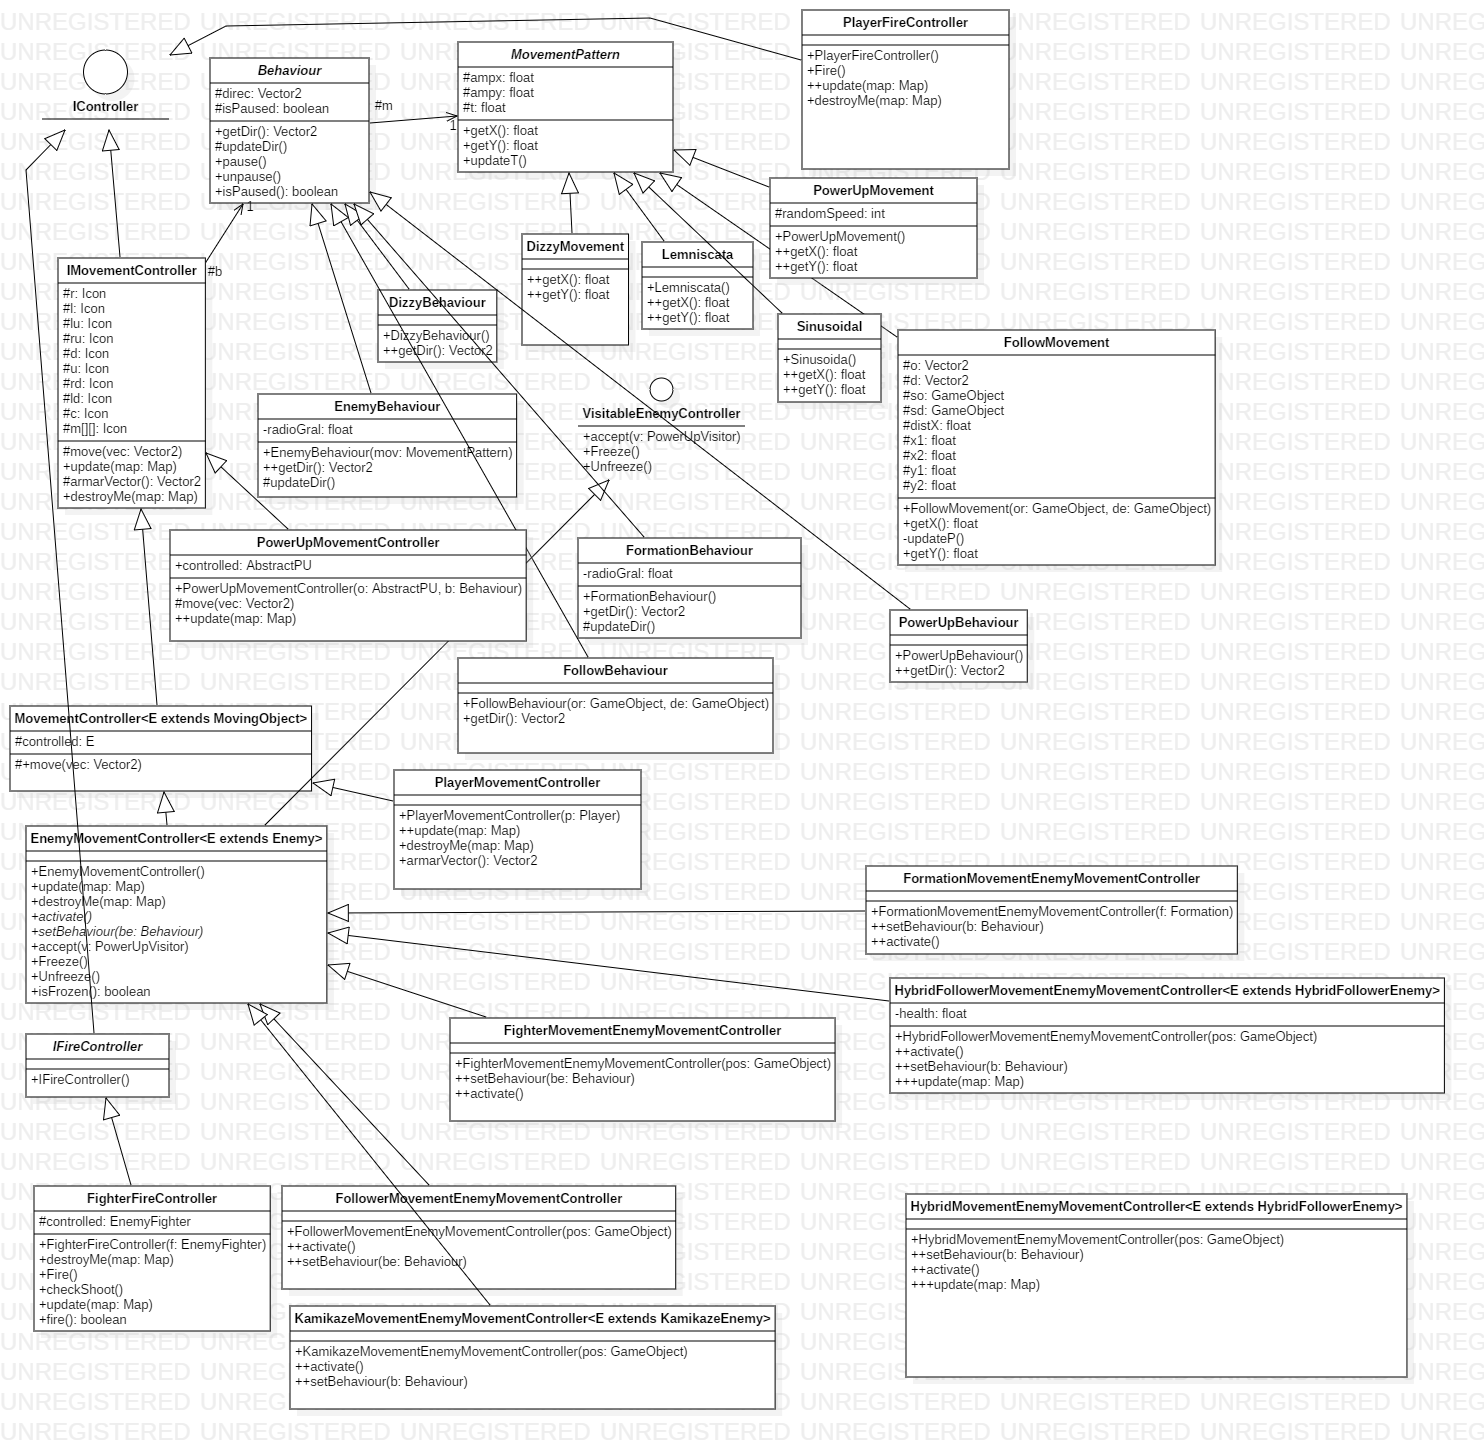 PlayerFireController
+PlayerFireController()
+Fire()
++update(map: Map)
+destroyMe(map: Map)
IController
Behaviour
#direc: Vector2
#isPaused: boolean
+getDir(): Vector2
#updateDir()
+pause()
+unpause()
+isPaused(): boolean
#m
1
MovementPattern
#ampx: float
#ampy: float
#t: float
+getX(): float
+getY(): float
+updateT()
PowerUpMovement
#randomSpeed: int
+PowerUpMovement()
++getX(): float
++getY(): float
1
#b
IMovementController
#r: Icon
#l: Icon
#lu: Icon
#ru: Icon
#d: Icon
#u: Icon
#rd: Icon
#ld: Icon
#c: Icon
#m[][]: Icon
#move(vec: Vector2)
+update(map: Map)
#armarVector(): Vector2
+destroyMe(map: Map)
DizzyMovement
++getX(): float
++getY(): float
Lemniscata
+Lemniscata()
++getX(): float
++getY(): float
DizzyBehaviour
+DizzyBehaviour()
++getDir(): Vector2
Sinusoidal
+Sinusoida()
++getX(): float
++getY(): float
FollowMovement
#o: Vector2
#d: Vector2
#so: GameObject
#sd: GameObject
#distX: float
#x1: float
#x2: float
#y1: float
#y2: float
+FollowMovement(or: GameObject, de: GameObject)
+getX(): float
-updateP()
+getY(): float
EnemyBehaviour
-radioGral: float
+EnemyBehaviour(mov: MovementPattern)
++getDir(): Vector2
#updateDir()
VisitableEnemyController
+accept(v: PowerUpVisitor)
+Freeze()
+Unfreeze()
PowerUpMovementController
+controlled: AbstractPU
+PowerUpMovementController(o: AbstractPU, b: Behaviour)
#move(vec: Vector2)
++update(map: Map)
FormationBehaviour
-radioGral: float
+FormationBehaviour()
+getDir(): Vector2
#updateDir()
PowerUpBehaviour
+PowerUpBehaviour()
++getDir(): Vector2
FollowBehaviour
+FollowBehaviour(or: GameObject, de: GameObject)
+getDir(): Vector2
MovementController<E extends MovingObject>
#controlled: E
#+move(vec: Vector2)
PlayerMovementController
+PlayerMovementController(p: Player)
++update(map: Map)
+destroyMe(map: Map)
+armarVector(): Vector2
EnemyMovementController<E extends Enemy>
+EnemyMovementController()
+update(map: Map)
+destroyMe(map: Map)
+activate()
+setBehaviour(be: Behaviour)
+accept(v: PowerUpVisitor)
+Freeze()
+Unfreeze()
+isFrozen(): boolean
FormationMovementEnemyMovementController
+FormationMovementEnemyMovementController(f: Formation)
++setBehaviour(b: Behaviour)
++activate()
HybridFollowerMovementEnemyMovementController<E extends HybridFollowerEnemy>
-health: float
+HybridFollowerMovementEnemyMovementController(pos: GameObject)
++activate()
++setBehaviour(b: Behaviour)
+++update(map: Map)
FighterMovementEnemyMovementController
+FighterMovementEnemyMovementController(pos: GameObject)
++setBehaviour(be: Behaviour)
++activate()
IFireController
+IFireController()
FighterFireController
#controlled: EnemyFighter
+FighterFireController(f: EnemyFighter)
+destroyMe(map: Map)
+Fire()
+checkShoot()
+update(map: Map)
+fire(): boolean
FollowerMovementEnemyMovementController
+FollowerMovementEnemyMovementController(pos: GameObject)
++activate()
++setBehaviour(be: Behaviour)
HybridMovementEnemyMovementController<E extends HybridFollowerEnemy>
+HybridMovementEnemyMovementController(pos: GameObject)
++setBehaviour(b: Behaviour)
++activate()
+++update(map: Map)
KamikazeMovementEnemyMovementController<E extends KamikazeEnemy>
+KamikazeMovementEnemyMovementController(pos: GameObject)
++activate()
++setBehaviour(b: Behaviour)